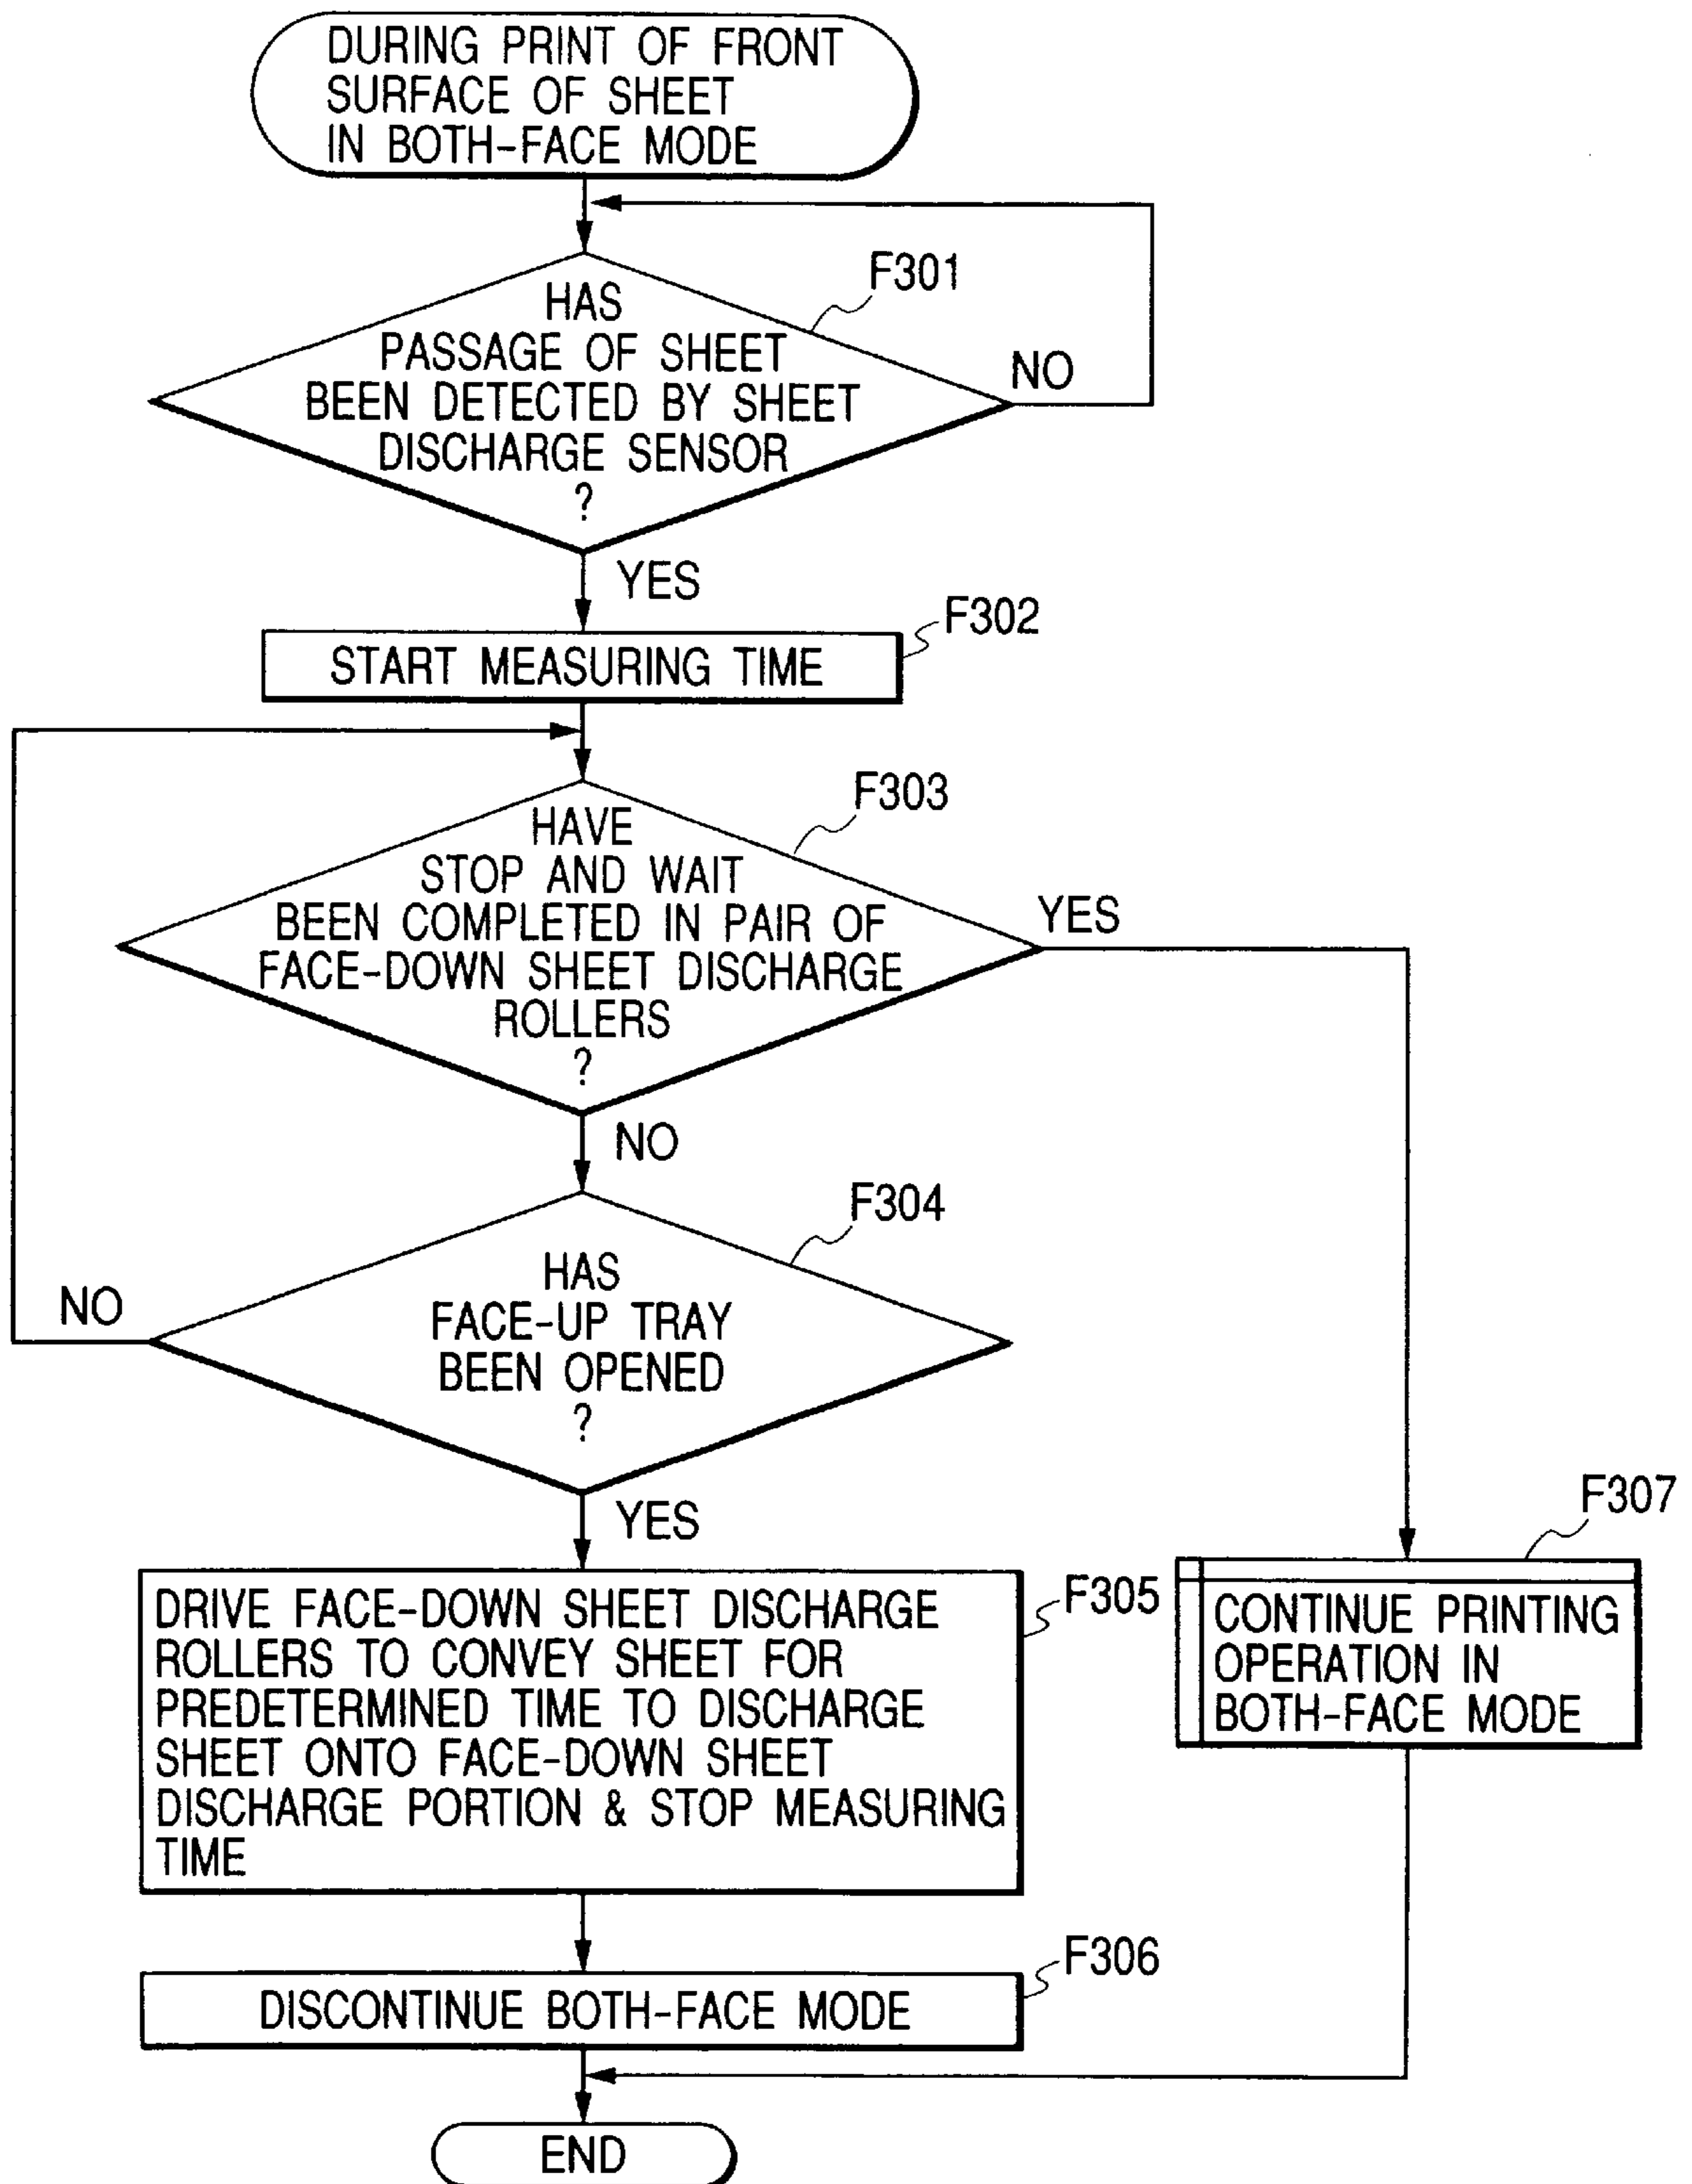 DURING PRINT OF FRONT
SURFACE OF SHEET
IN BOTH-FACE MODE
F301
HAS
PASSAGE OF SHEET
BEEN DETECTED BY SHEET
DISCHARGE SENSOR
?
NO
YES
F302
START MEASURING TIME
F303
HAVE
STOP AND WAIT
BEEN COMPLETED IN PAIR OF
FACE-DOWN SHEET DISCHARGE
ROLLERS
?
YES
NO
F304
HAS
FACE-UP TRAY
BEEN OPENED
?
NO
YES
F305
DRIVE FACE-DOWN SHEET DISCHARGE
ROLLERS TO CONVEY SHEET FOR
PREDETERMINED TIME TO DISCHARGE
SHEET ONTO FACE-DOWN SHEET
DISCHARGE PORTION & STOP MEASURING
TIME
F307
CONTINUE PRINTING
OPERATION IN
BOTH-FACE MODE
F306
DISCONTINUE BOTH-FACE MODE
END